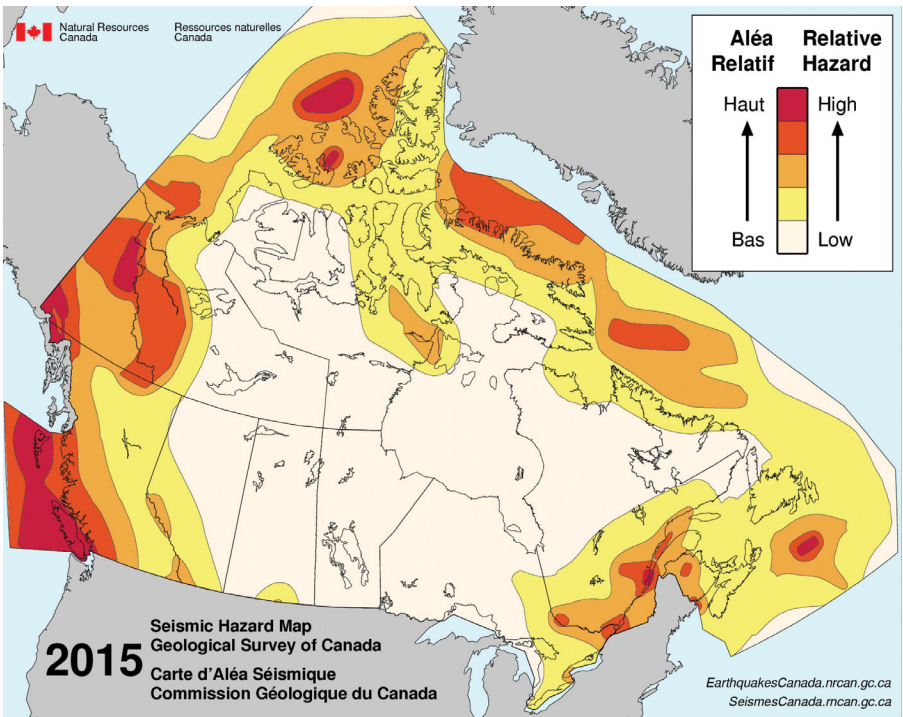 Natural Resources
Canada
Ressources naturelles
Canada
Aléa
Relatif
Relative
Hazard
Haut
High
Bas
Low
2015
Seismic Hazard Map
Geological Survey of Canada
Carte d'Aléa Séismique
Commission Géologique du Canada
EarthquakesCanada.nrcan.gc.ca
SeismesCanada.nrcan.gc.ca